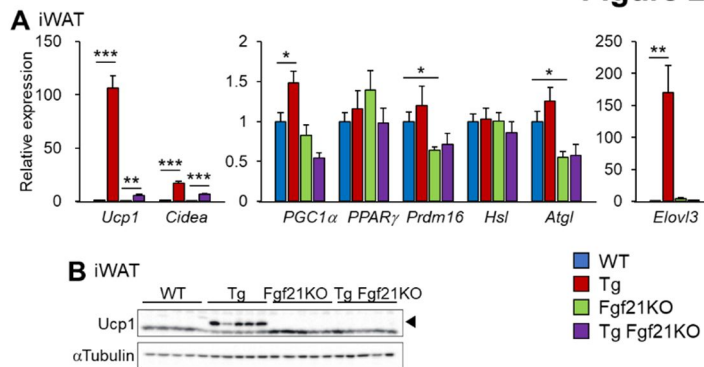 A iWAT
Relative expression
150
100
50
0
***
**
***
***
Ucp1 Cidea
2
1.5
1
0.5
0
*
*
*
PGC1α PPARγ Prdm16 Hsl Atgl
250
200
150
100
50
0
**
Elovl3
B iWAT
WT Tg Fgf21KO Tg Fgf21KO
Ucp1
αTubulin
WT
Tg
Fgf21KO
Tg Fgf21KO